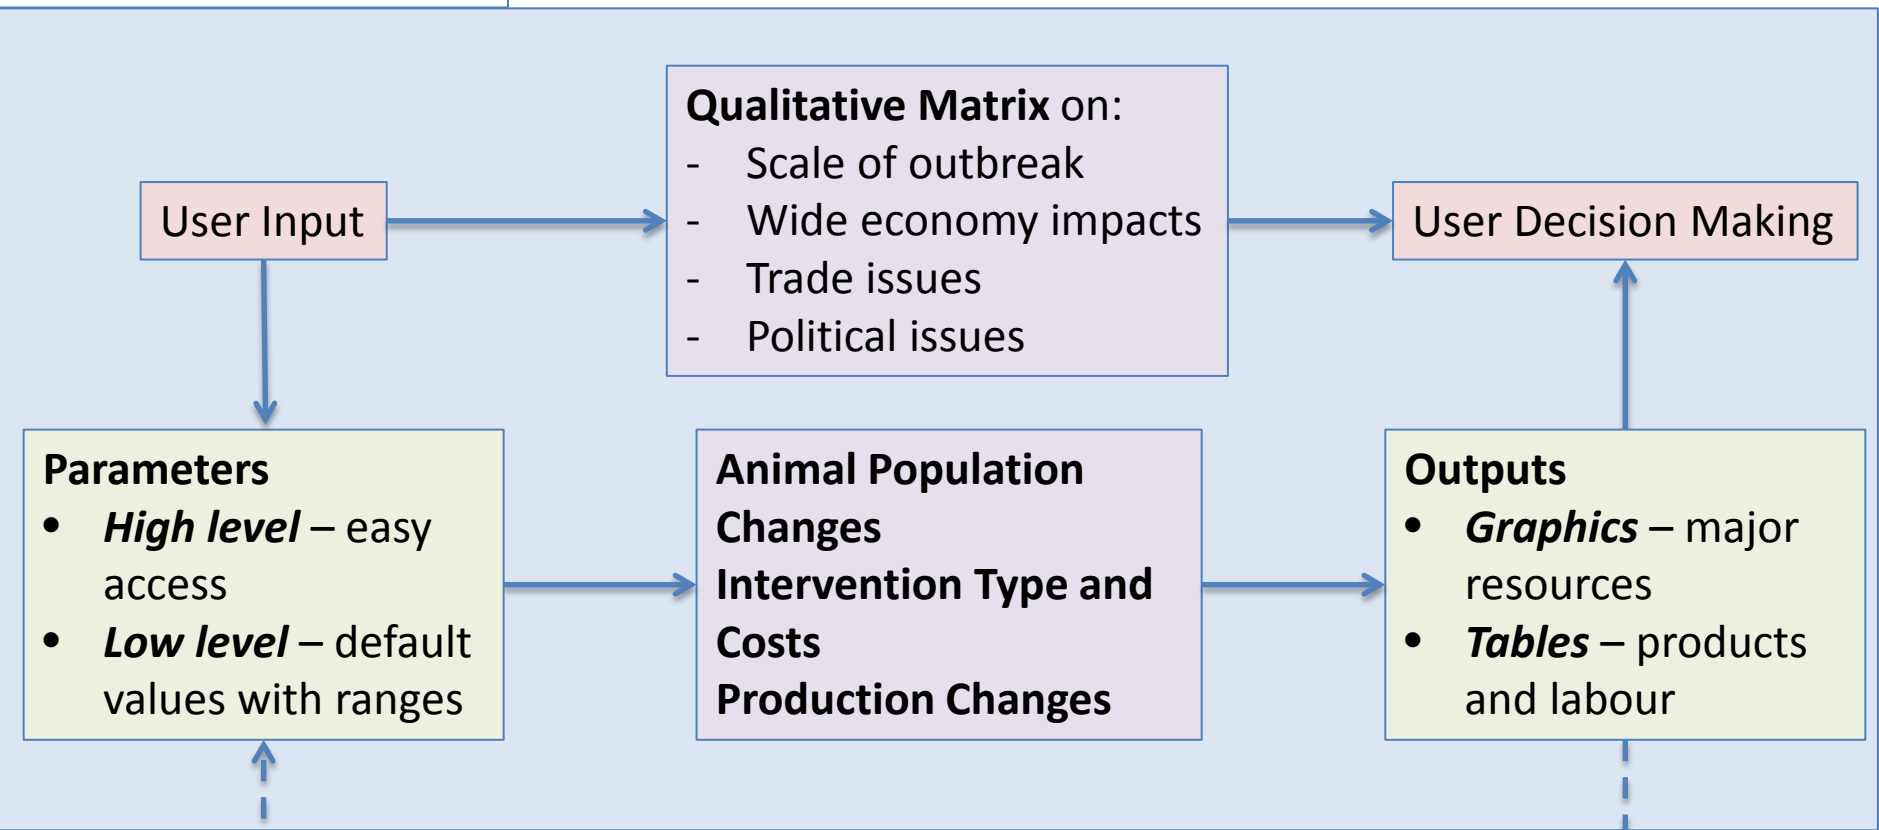 Qualitative Matrix on:
- Scale of outbreak
- Wide economy impacts
- Trade issues
- Political issues
User Input
User Decision Making
Parameters
• High level – easy
access
• Low level – default
values with ranges
Animal Population
Changes
Intervention Type and
Costs
Production Changes
Outputs
• Graphics – major
resources
• Tables – products
and labour